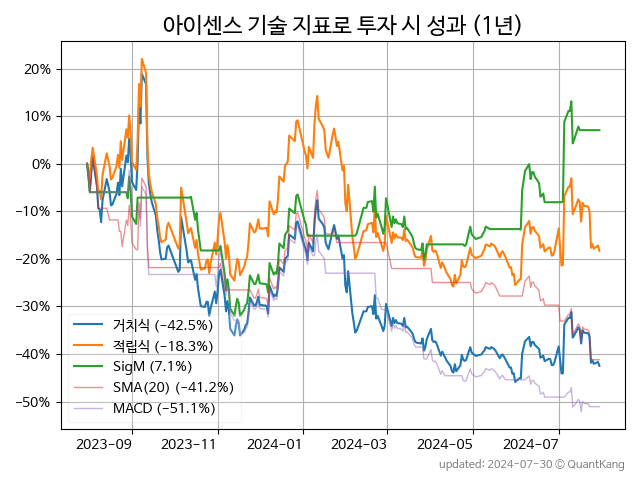 아이센스 기술 지표로 투자 시 성과 (1년)
20%
10%
0%
−10%
−20%
−30%
−40%
−50%
거치식 (−42.5%)
적립식 (−18.3%)
SigM (7.1%)
SMA(20) (−41.2%)
MACD (−51.1%)
2023−09 2023−11 2024−01 2024−03 2024−05 2024−07
updated: 2024-07-30 © QuantKang